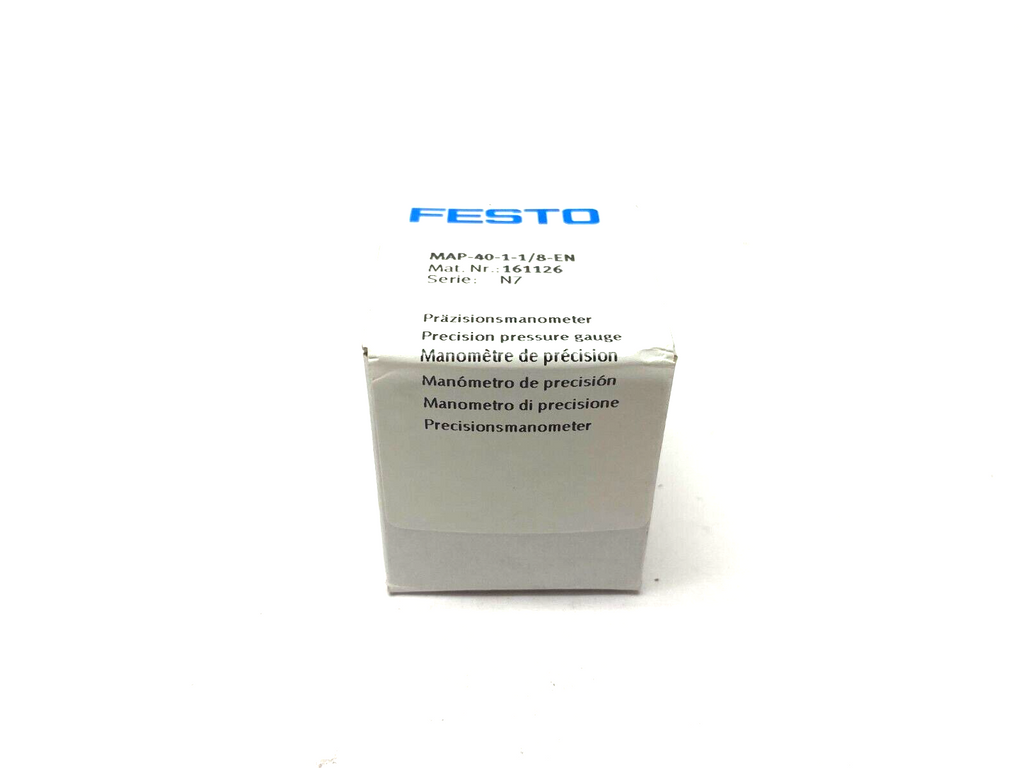 FESTO
MAP-40-1-1/8-EN
Mat. Nr.: 161126
Serie: N7
Präzisionsmanometer
Precision pressure gauge
Manomètre de précision
Manómetro de precisión
Manometro di precisione
Precisionsmanometer